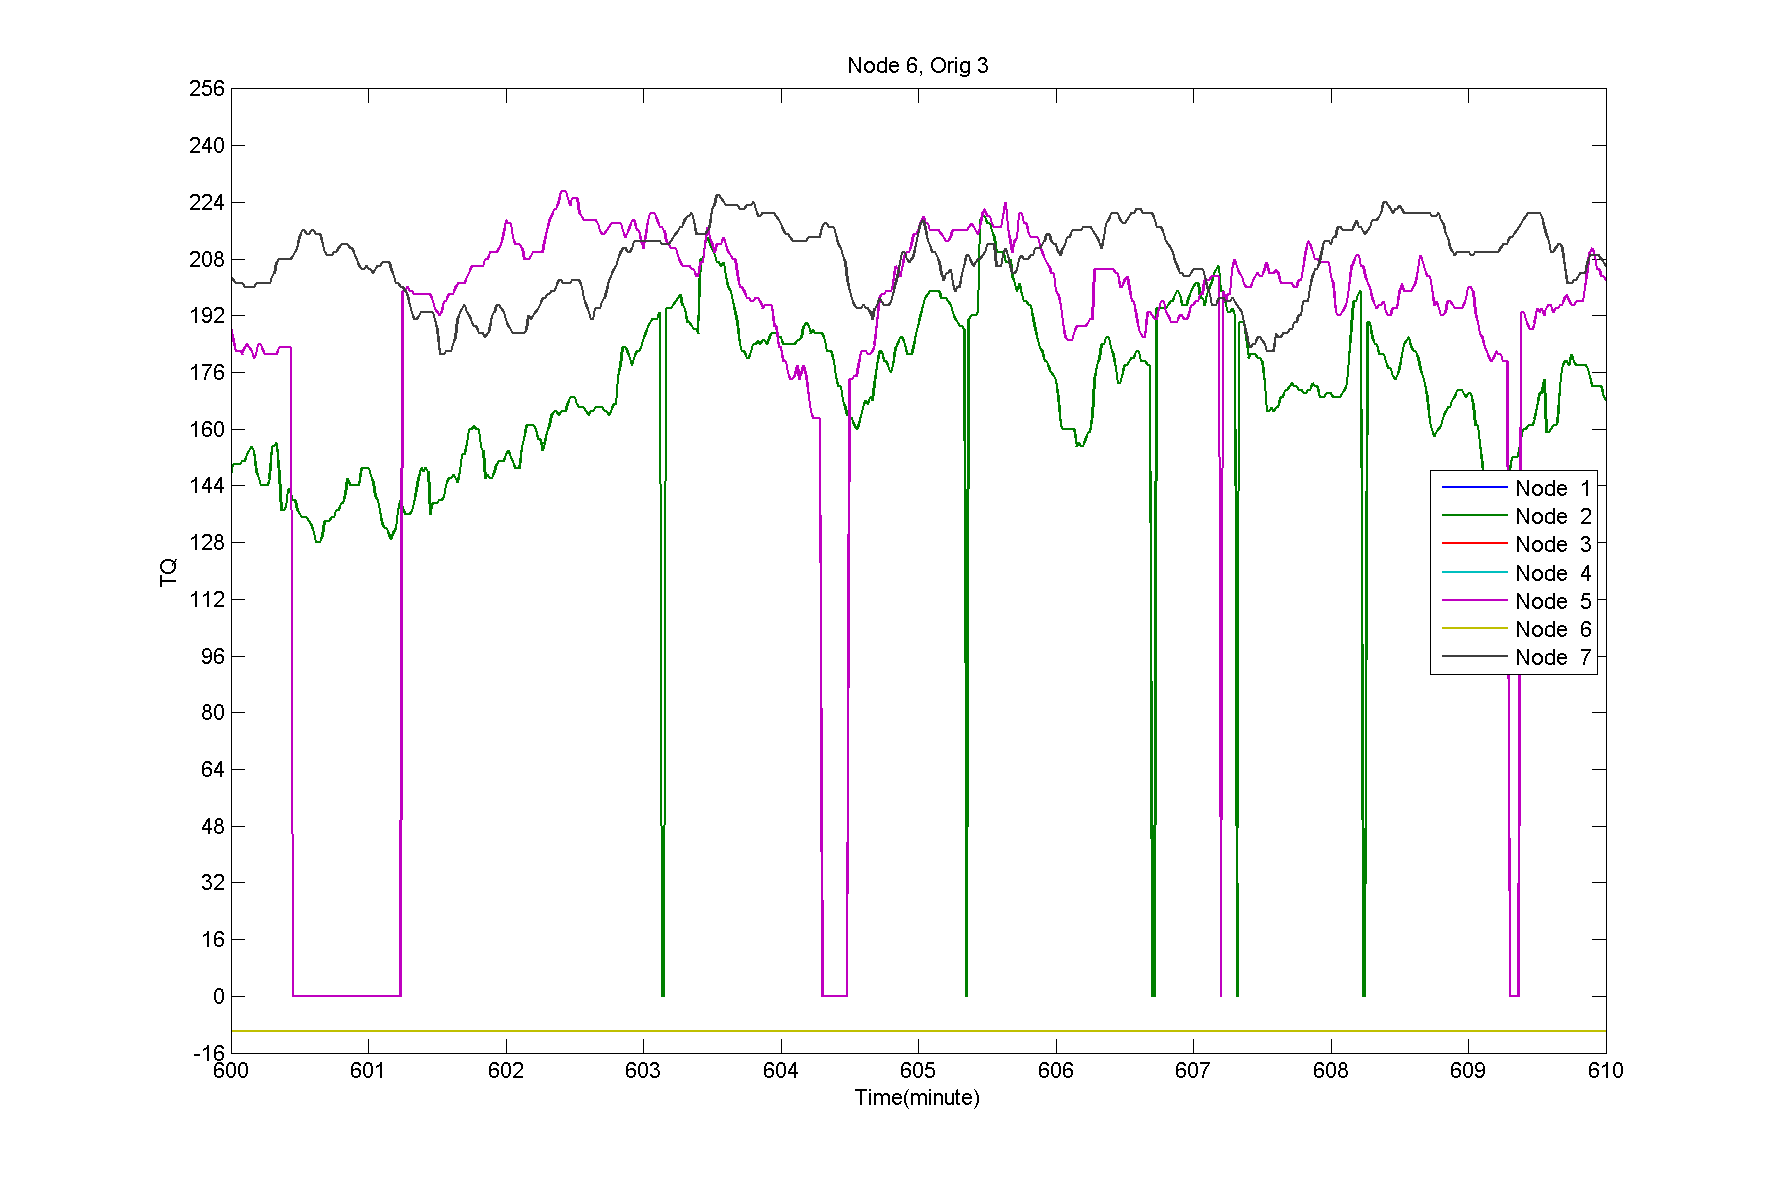 Node 6, Orig 3
256
240
224
208
192
176
160
144
128
112
96
80
64
48
32
16
0
-16
TQ
Node 1
Node 2
Node 3
Node 4
Node 5
Node 6
Node 7
600 601 602 603 604 605 606 607 608 609 610
Time(minute)